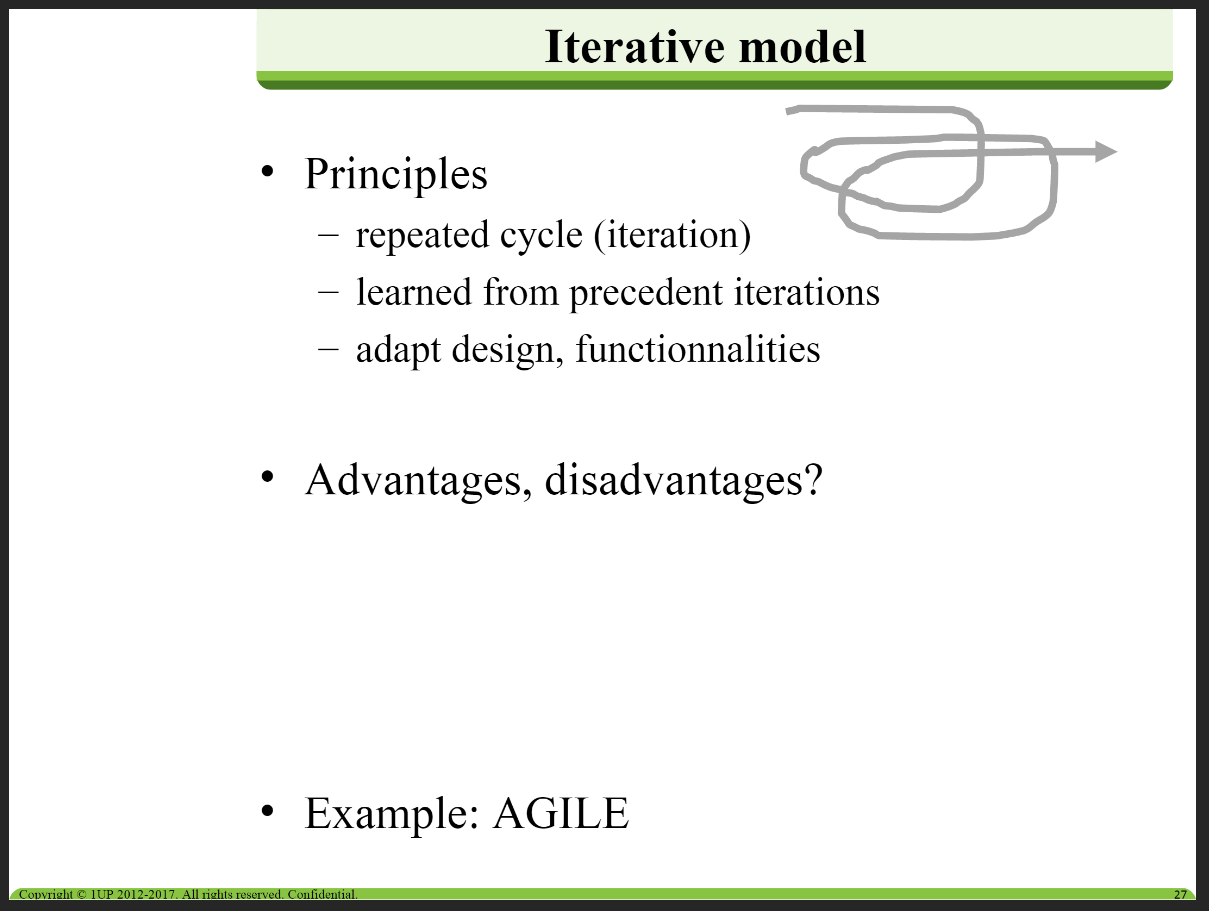 Iterative model
• Principles
– repeated cycle (iteration)
– learned from precedent iterations
– adapt design, functionnalities
• Advantages, disadvantages?
• Example: AGILE
Copyright © 1UP 2012-2017. All rights reserved. Confidential.
27